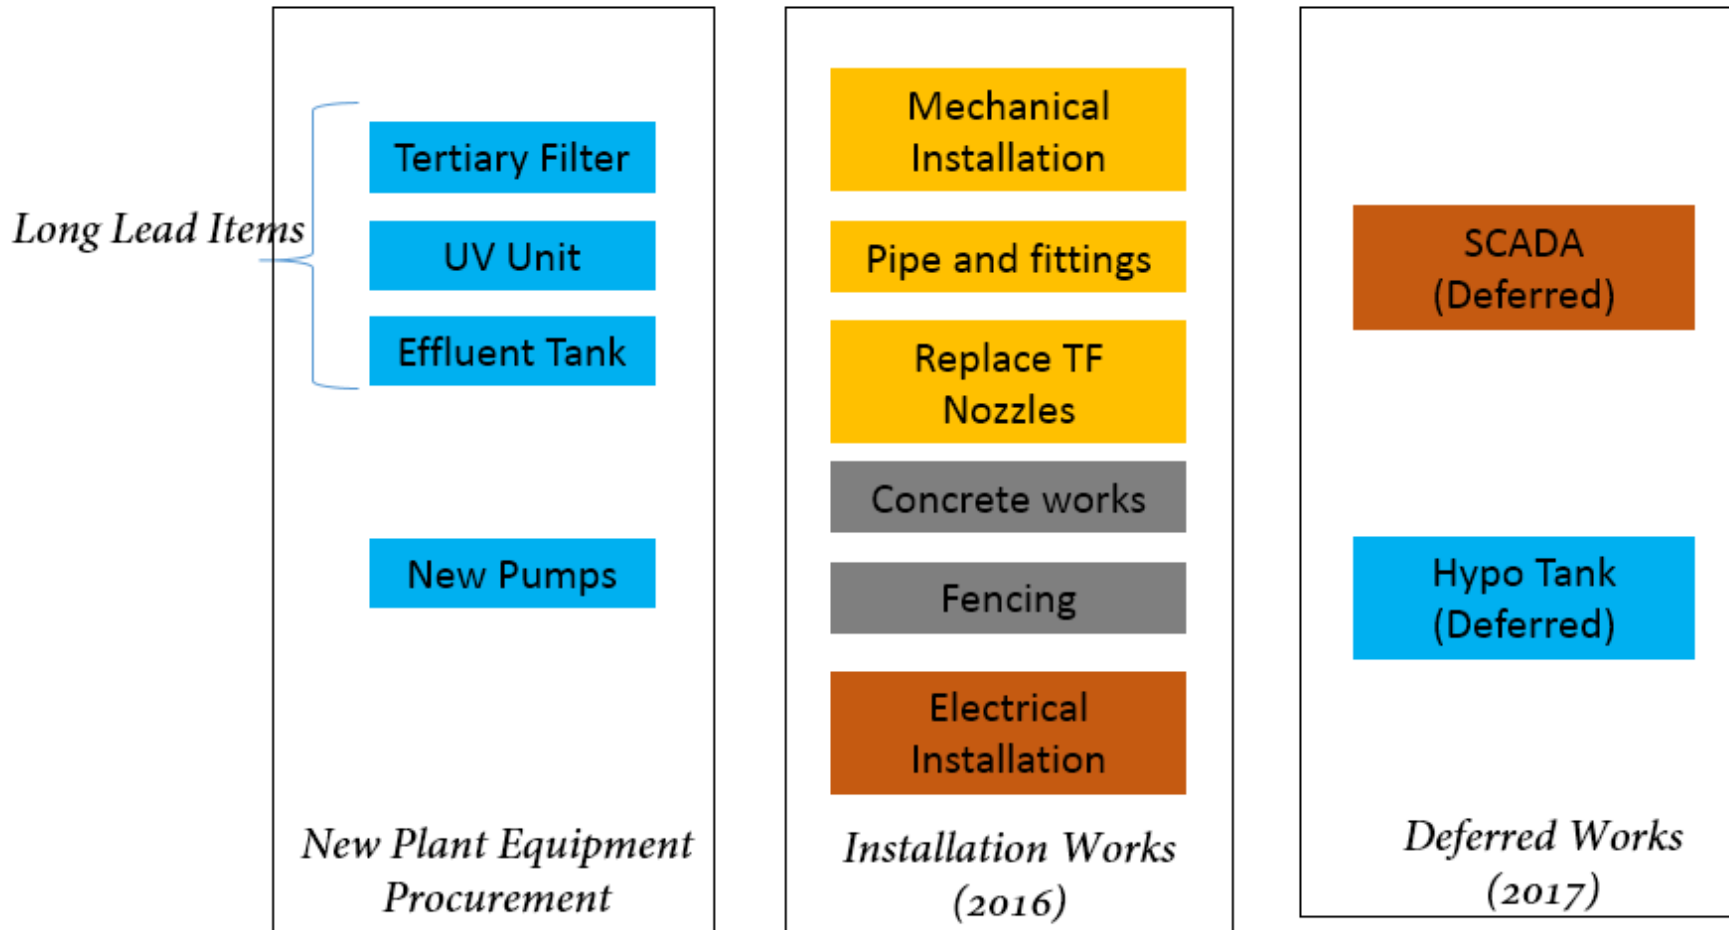 Long Lead Items
Tertiary Filter
UV Unit
Effluent Tank
New Pumps
New Plant Equipment
Procurement
Mechanical
Installation
Pipe and fittings
Replace TF
Nozzles
Concrete works
Fencing
Electrical
Installation
Installation Works
(2016)
SCADA
(Deferred)
Hypo Tank
(Deferred)
Deferred Works
(2017)